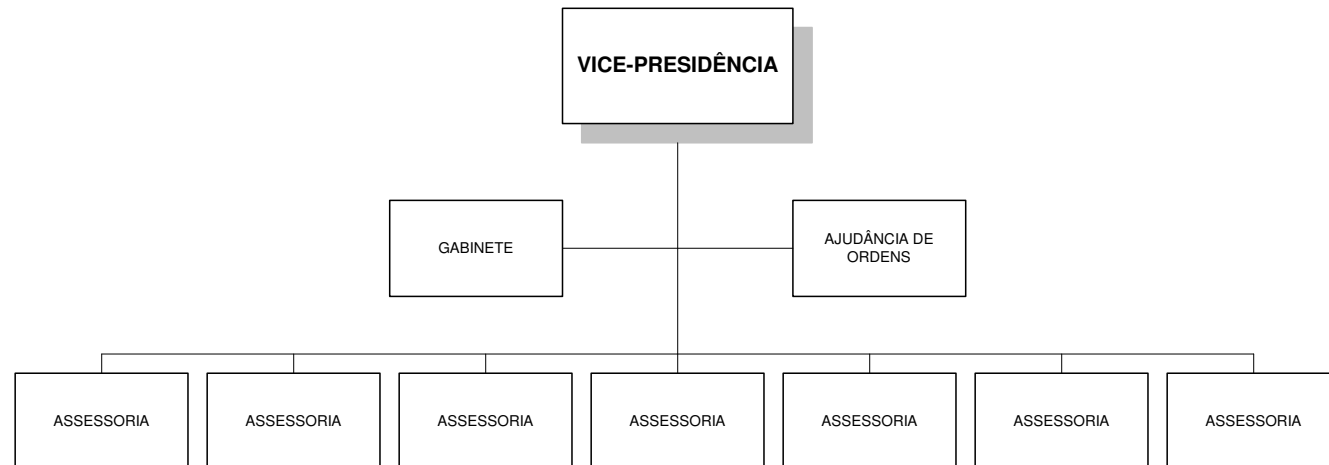 VICE-PRESIDÊNCIA
GABINETE
AJUDÂNCIA DE
ORDENS
ASSESSORIA
ASSESSORIA
ASSESSORIA
ASSESSORIA
ASSESSORIA
ASSESSORIA
ASSESSORIA